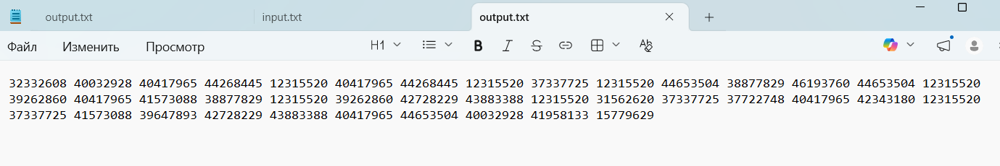 output.txt input.txt output.txt
Файл Изменить Просмотр H1 B I S
32332608 40032928 40417965 44268445 12315520 40417965 44268445 12315520 37337725 12315520 44653504 38877829 46193760 44653504 12315520
39262860 40417965 41573088 38877829 12315520 39262860 42728229 43883388 12315520 31562620 37337725 37722748 40417965 42343180 12315520
37337725 41573088 39647893 42728229 43883388 40417965 44653504 40032928 41958133 15779629